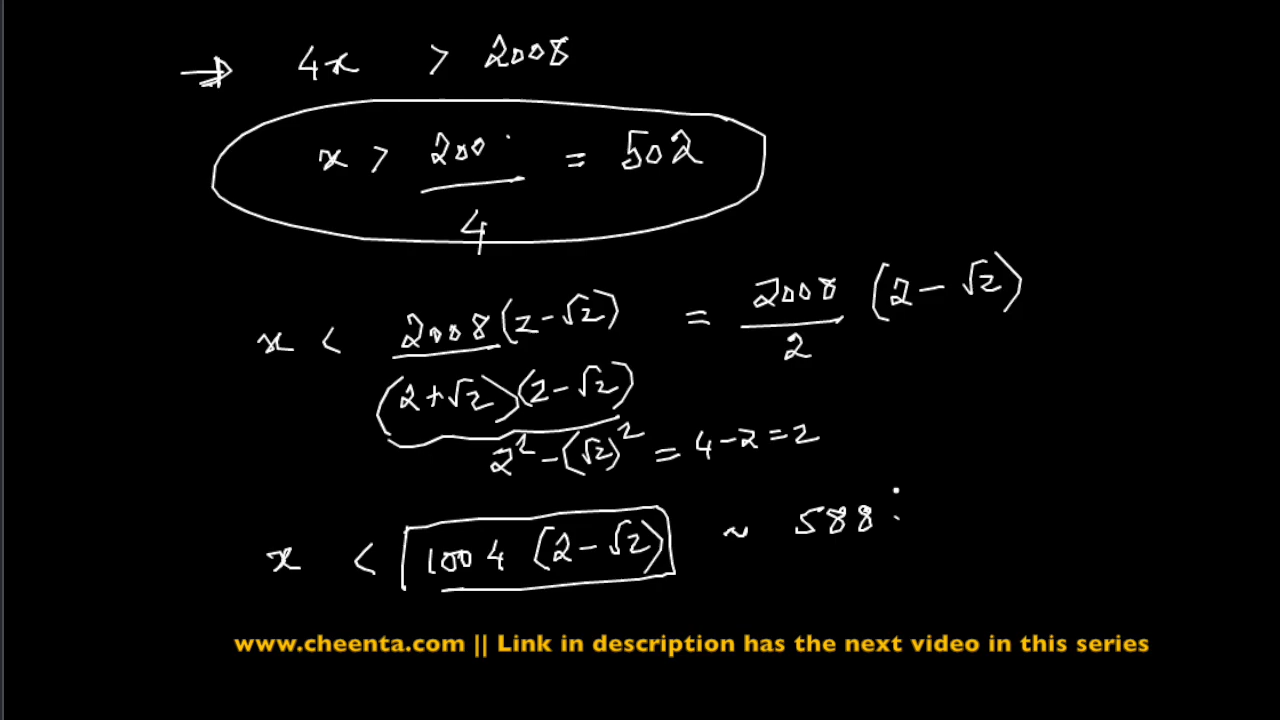 ⇒ 4x > 2008
x > 200· / 4 = 502
x < 2008(2-√2) / (2+√2)(2-√2) = 2008/2 (2-√2)
2² - (√2)² = 4-2 = 2
x < 1004 (2-√2) ~ 588:
www.cheenta.com || Link in description has the next video in this series